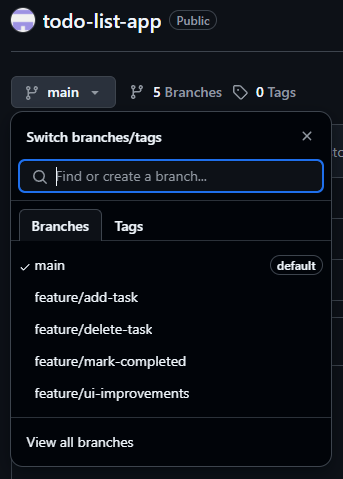 todo-list-app Public
main 5 Branches 0 Tags
Switch branches/tags
Find or create a branch...
Branches Tags
main default
feature/add-task
feature/delete-task
feature/mark-completed
feature/ui-improvements
View all branches